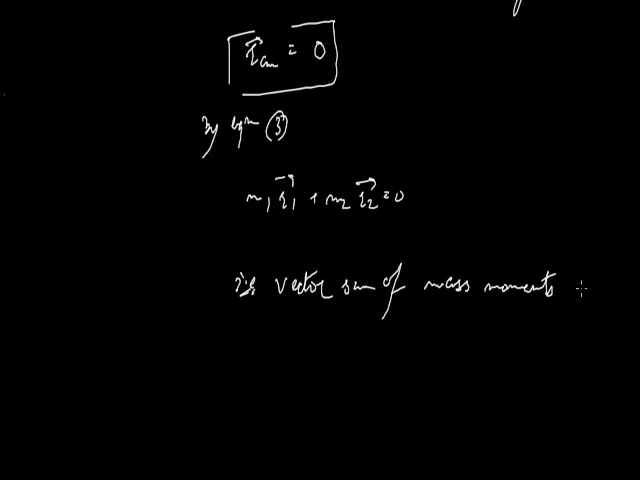 r⃗cm = 0
By eqn (3)
m₁ r⃗₁ + m₂ r⃗₂ = 0
i.e. vector sum of mass moments